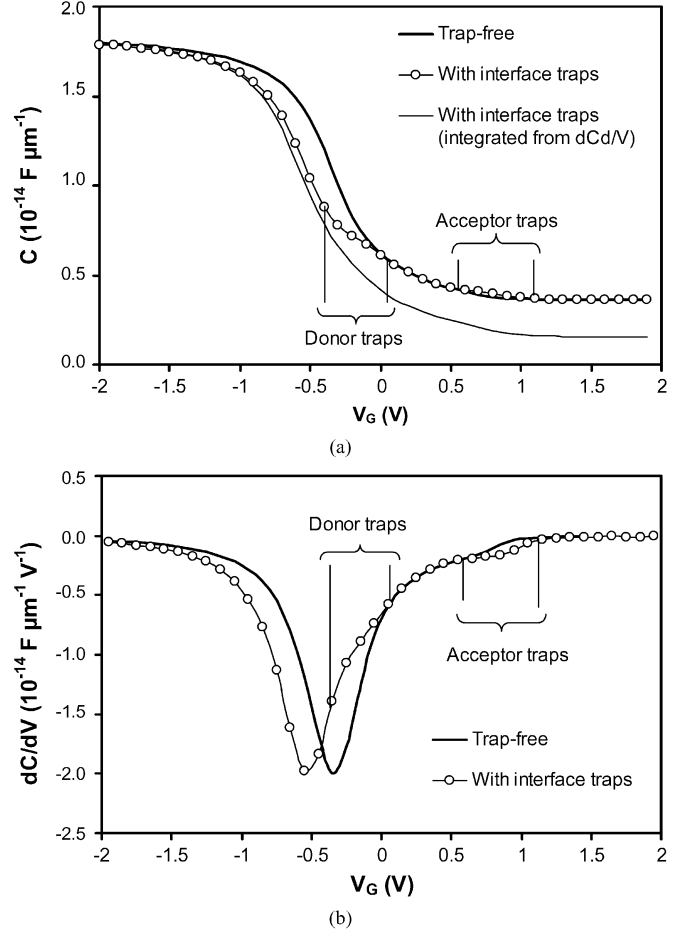 2.0
1.5
1.0
0.5
0.0
C (10⁻¹⁴ F µm⁻¹)
Trap-free
With interface traps
With interface traps
(integrated from dCd/V)
Acceptor traps
Donor traps
-2 -1.5 -1 -0.5 0 0.5 1 1.5 2
V_G (V)
(a)
0.5
0.0
-0.5
-1.0
-1.5
-2.0
-2.5
dC/dV (10⁻¹⁴ F µm⁻¹ V⁻¹)
Donor traps
Acceptor traps
Trap-free
With interface traps
-2 -1.5 -1 -0.5 0 0.5 1 1.5 2
V_G (V)
(b)